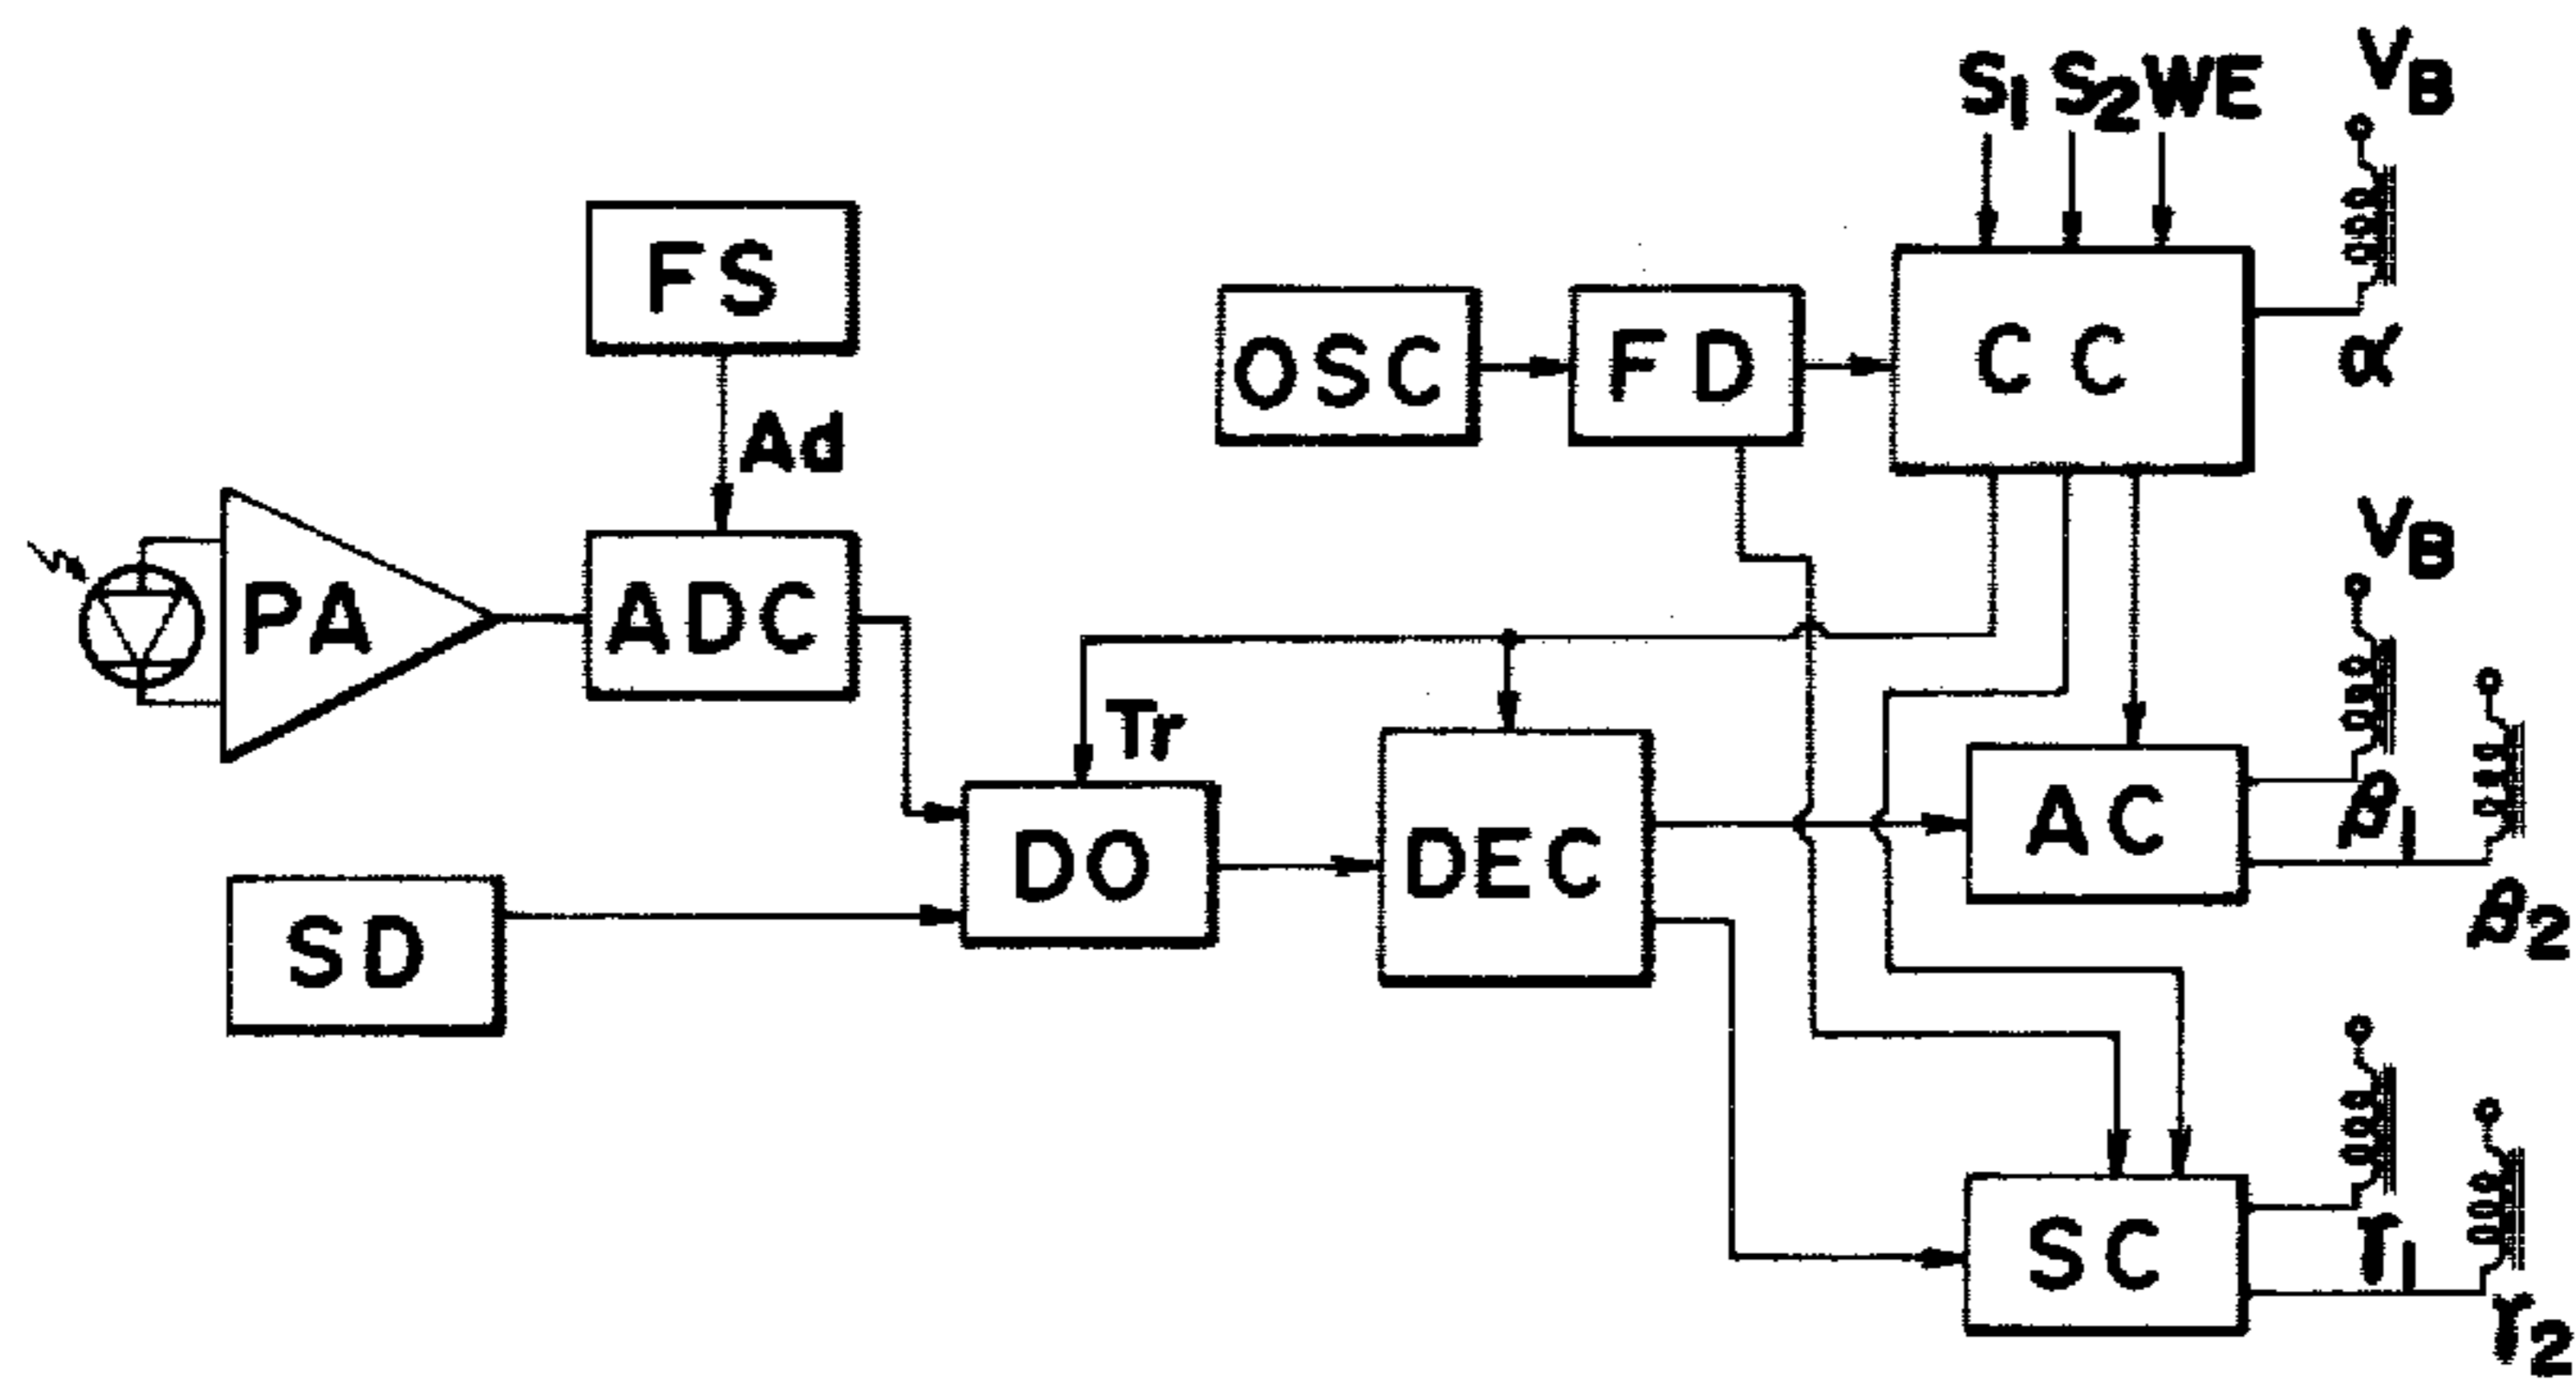 S1 S2 WE
VB
FS
OSC
FD
CC
α
Ad
VB
PA
ADC
Tr
DO
DEC
AC
β1
SD
β2
SC
γ1
γ2